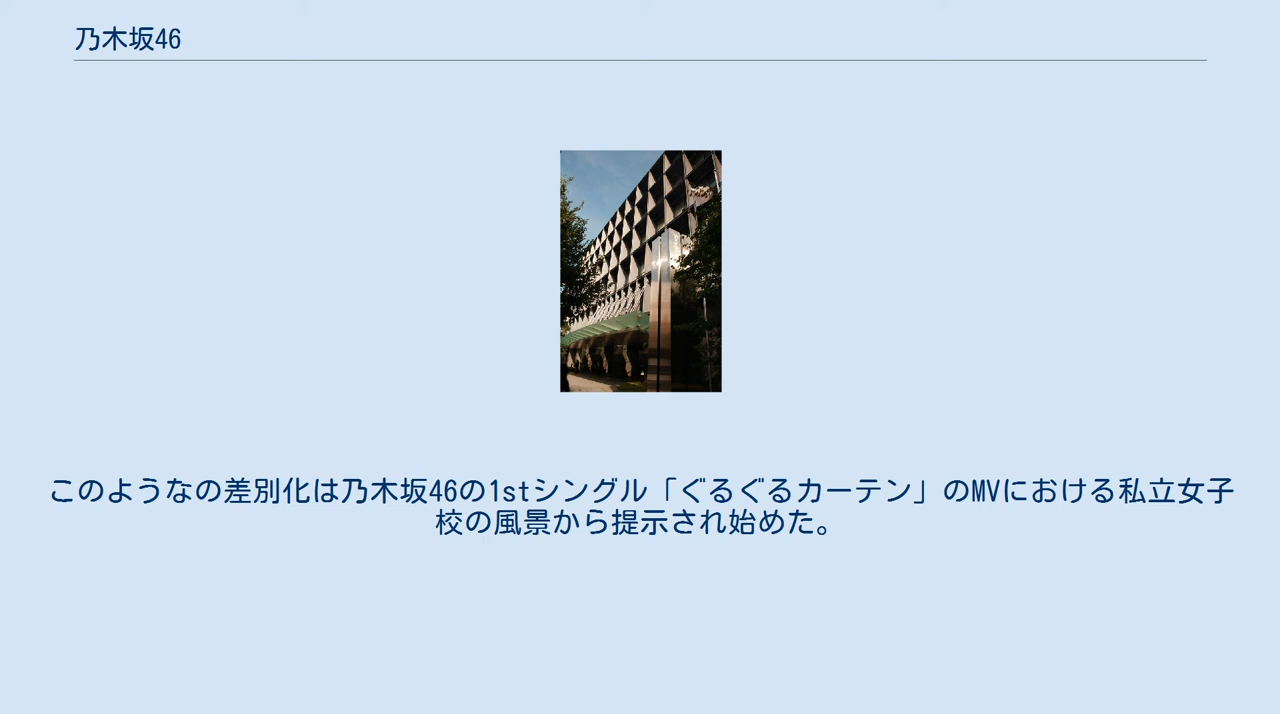 乃木坂46
このようなの差別化は乃木坂46の1stシングル「ぐるぐるカーテン」のMVにおける私立女子
校の風景から提示され始めた。